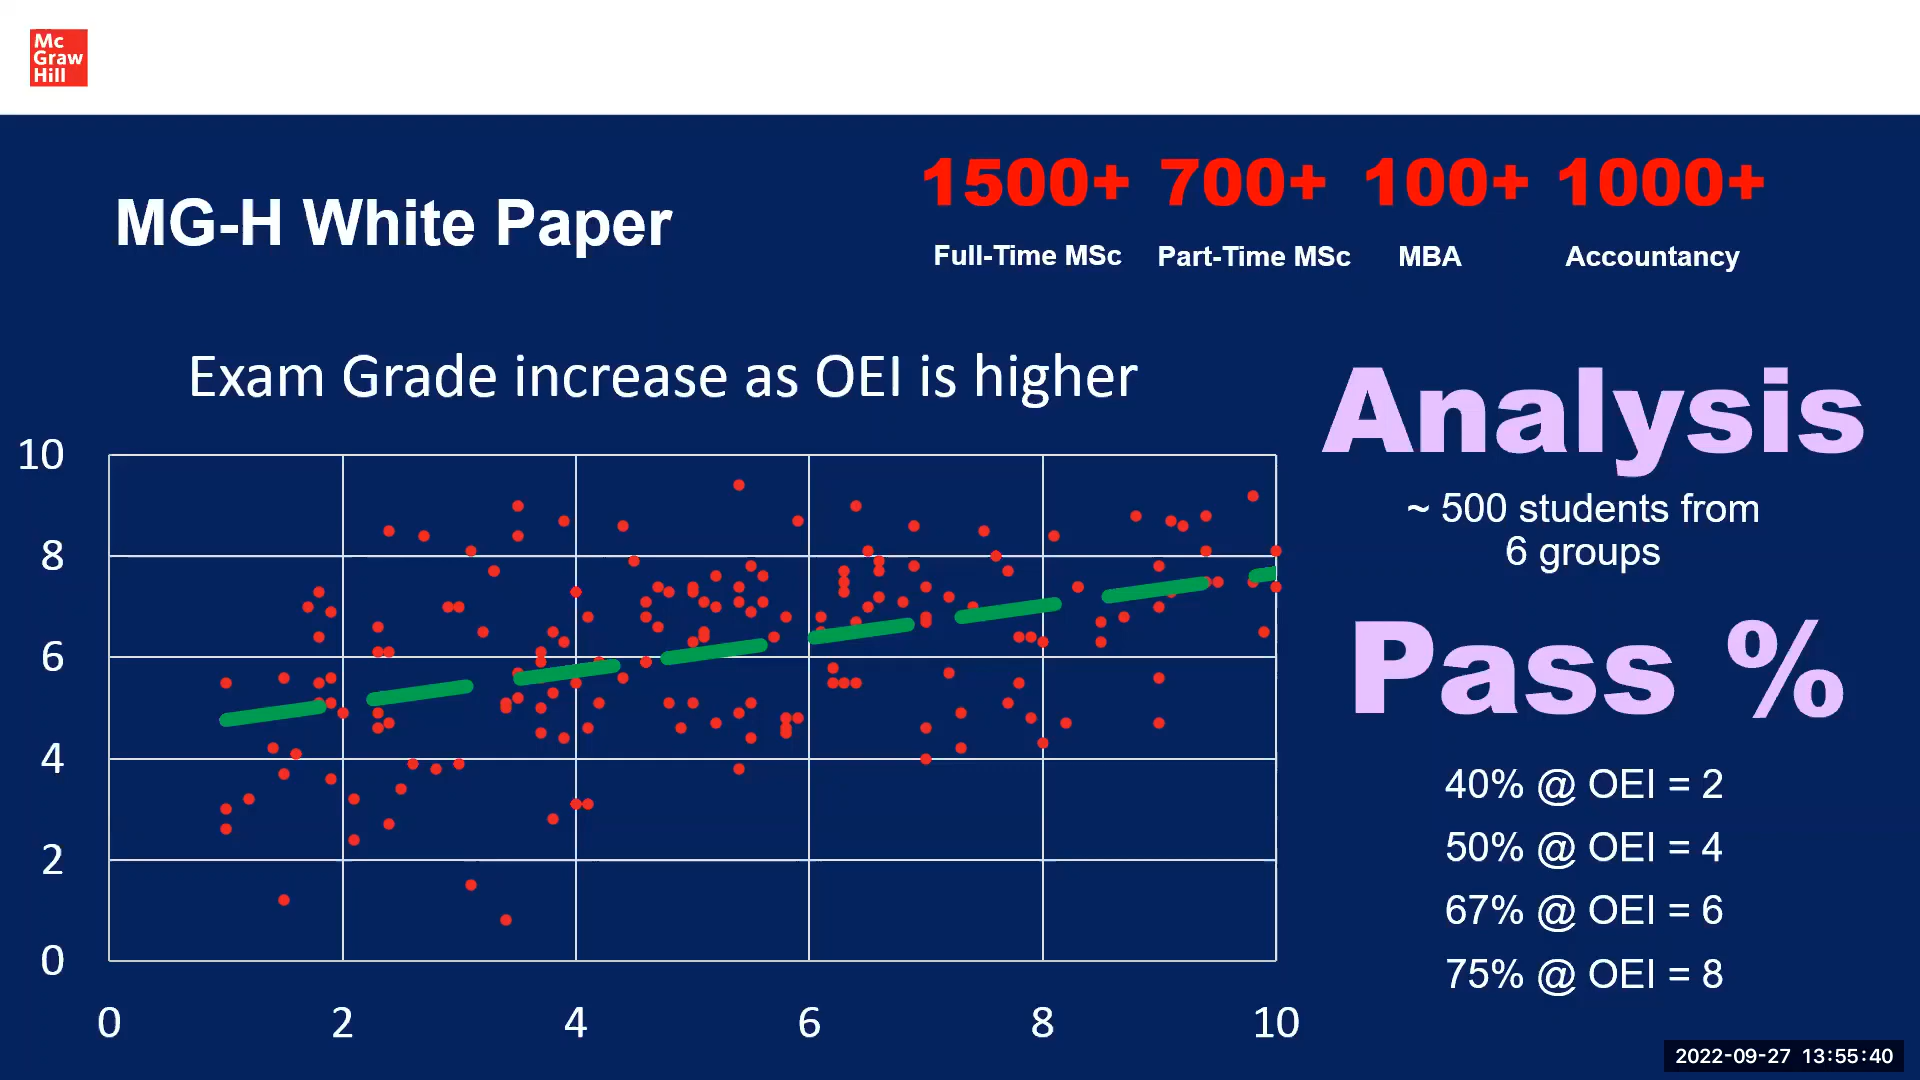 Mc
Graw
Hill
MG-H White Paper
1500+ 700+ 100+ 1000+
Full-Time MSc Part-Time MSc MBA Accountancy
Exam Grade increase as OEI is higher
10
8
6
4
2
0
0 2 4 6 8 10
Analysis
~ 500 students from
6 groups
Pass %
40% @ OEI = 2
50% @ OEI = 4
67% @ OEI = 6
75% @ OEI = 8
2022-09-27 13:55:40